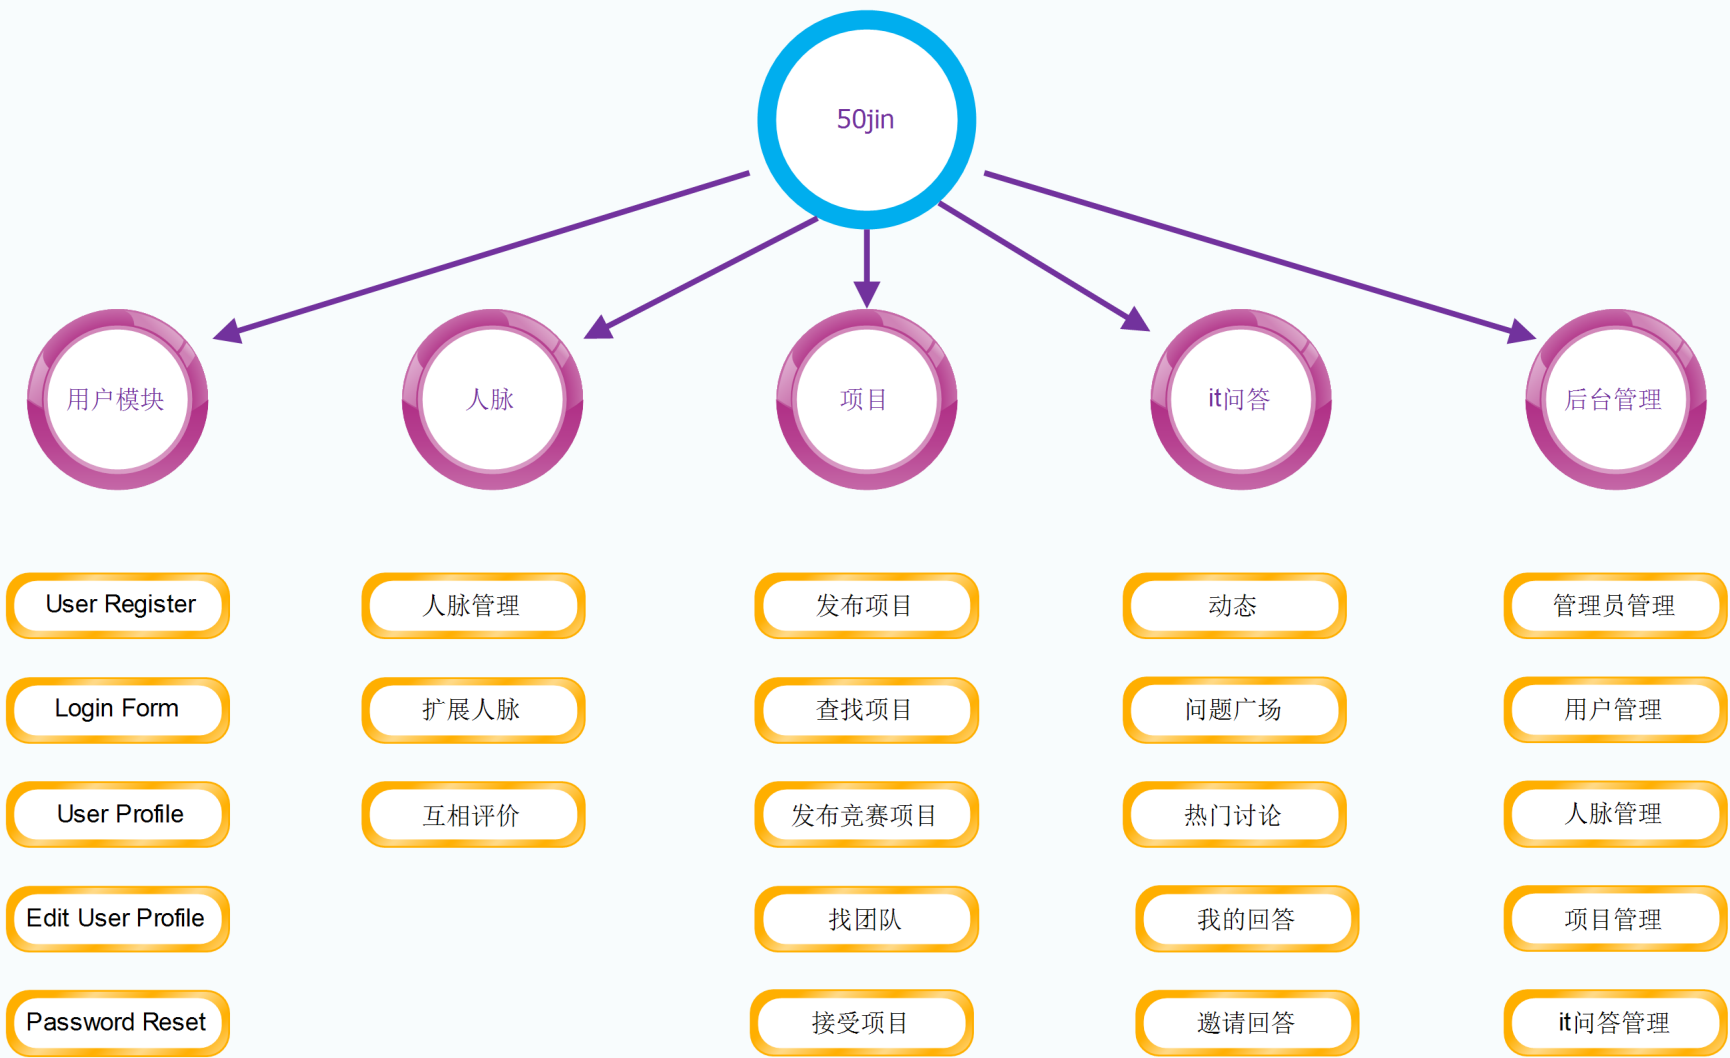 50jin
用户模块
人脉
项目
it问答
后台管理
User Register
人脉管理
发布项目
动态
管理员管理
Login Form
扩展人脉
查找项目
问题广场
用户管理
User Profile
互相评价
发布竞赛项目
热门讨论
人脉管理
Edit User Profile
找团队
我的回答
项目管理
Password Reset
接受项目
邀请回答
it问答管理